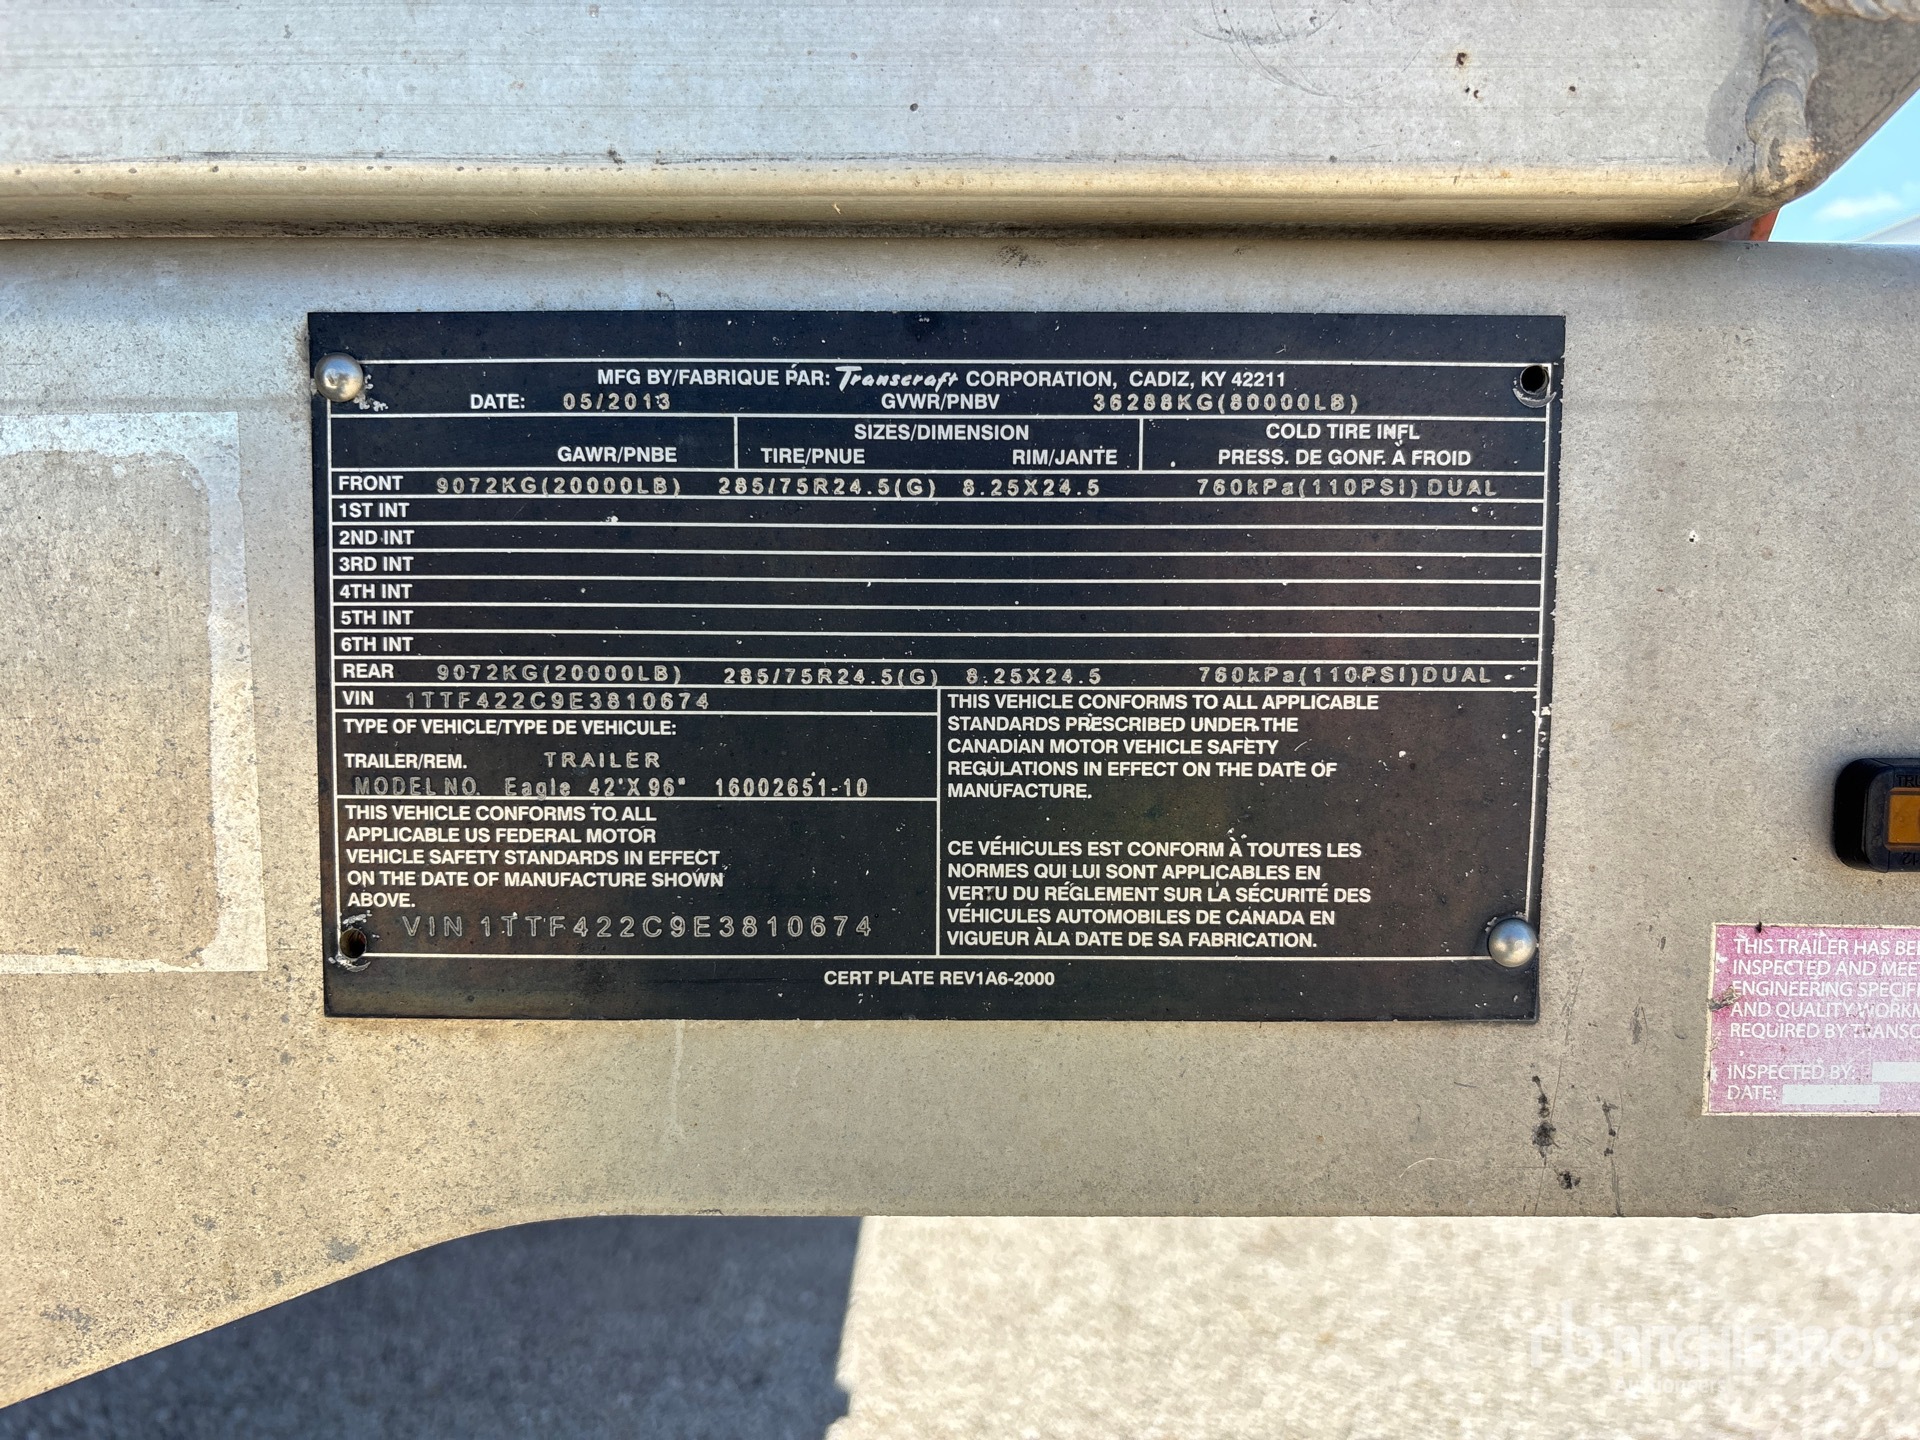 MFG BY/FABRIQUE PAR: Transcraft CORPORATION, CADIZ, KY 42211
DATE: 05/2013 GVWR/PNBV 36288KG(80000LB)
SIZES/DIMENSION COLD TIRE INFL
GAWR/PNBE TIRE/PNUE RIM/JANTE PRESS. DE GONF. À FROID
FRONT 9072KG(20000LB) 285/75R24.5(G) 8.25X24.5 760kPa(110PSI)DUAL
1ST INT
2ND INT
3RD INT
4TH INT
5TH INT
6TH INT
REAR 9072KG(20000LB) 285/75R24.5(G) 8.25X24.5 760kPa(110PSI)DUAL
VIN 1TTF422C9E3810674
TYPE OF VEHICLE/TYPE DE VEHICULE:
TRAILER/REM. TRAILER
MODEL NO. Eagle 42'X 96" 16002651-10
THIS VEHICLE CONFORMS TO ALL
APPLICABLE US FEDERAL MOTOR
VEHICLE SAFETY STANDARDS IN EFFECT
ON THE DATE OF MANUFACTURE SHOWN
ABOVE.
VIN 1TTF422C9E3810674
THIS VEHICLE CONFORMS TO ALL APPLICABLE
STANDARDS PRESCRIBED UNDER THE
CANADIAN MOTOR VEHICLE SAFETY
REGULATIONS IN EFFECT ON THE DATE OF
MANUFACTURE.
CE VÉHICULES EST CONFORM À TOUTES LES
NORMES QUI LUI SONT APPLICABLES EN
VERTU DU RÉGLEMENT SUR LA SÉCURITÉ DES
VÉHICULES AUTOMOBILES DE CANADA EN
VIGUEUR ÀLA DATE DE SA FABRICATION.
CERT PLATE REV1A6-2000
THIS TRAILER HAS BE
INSPECTED AND MEE
ENGINEERING SPECIF
AND QUALITY WORKM
REQUIRED BY TRANSC
INSPECTED BY:
DATE:
RITCHIE BROS
Auctioneers